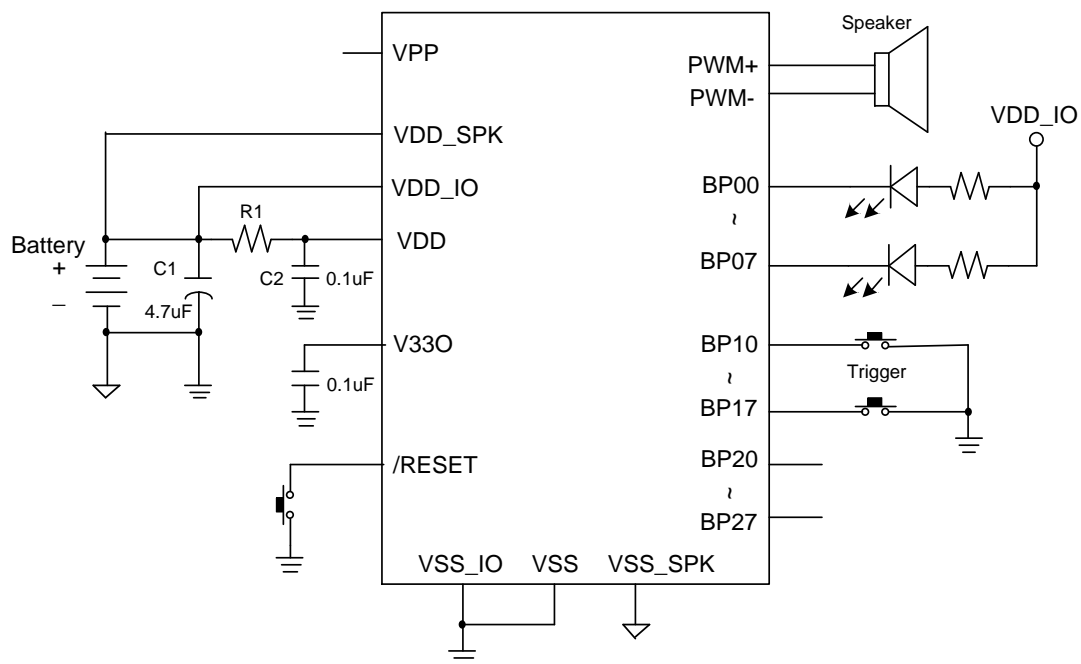 Speaker
VPP
PWM+
PWM-
VDD_IO
VDD_SPK
VDD_IO
BP00
~
R1
Battery
VDD
+
C1
C2
0.1uF
BP07
_
4.7uF
V33O
BP10
0.1uF
~
Trigger
BP17
/RESET
BP20
~
BP27
VSS_IO
VSS
VSS_SPK